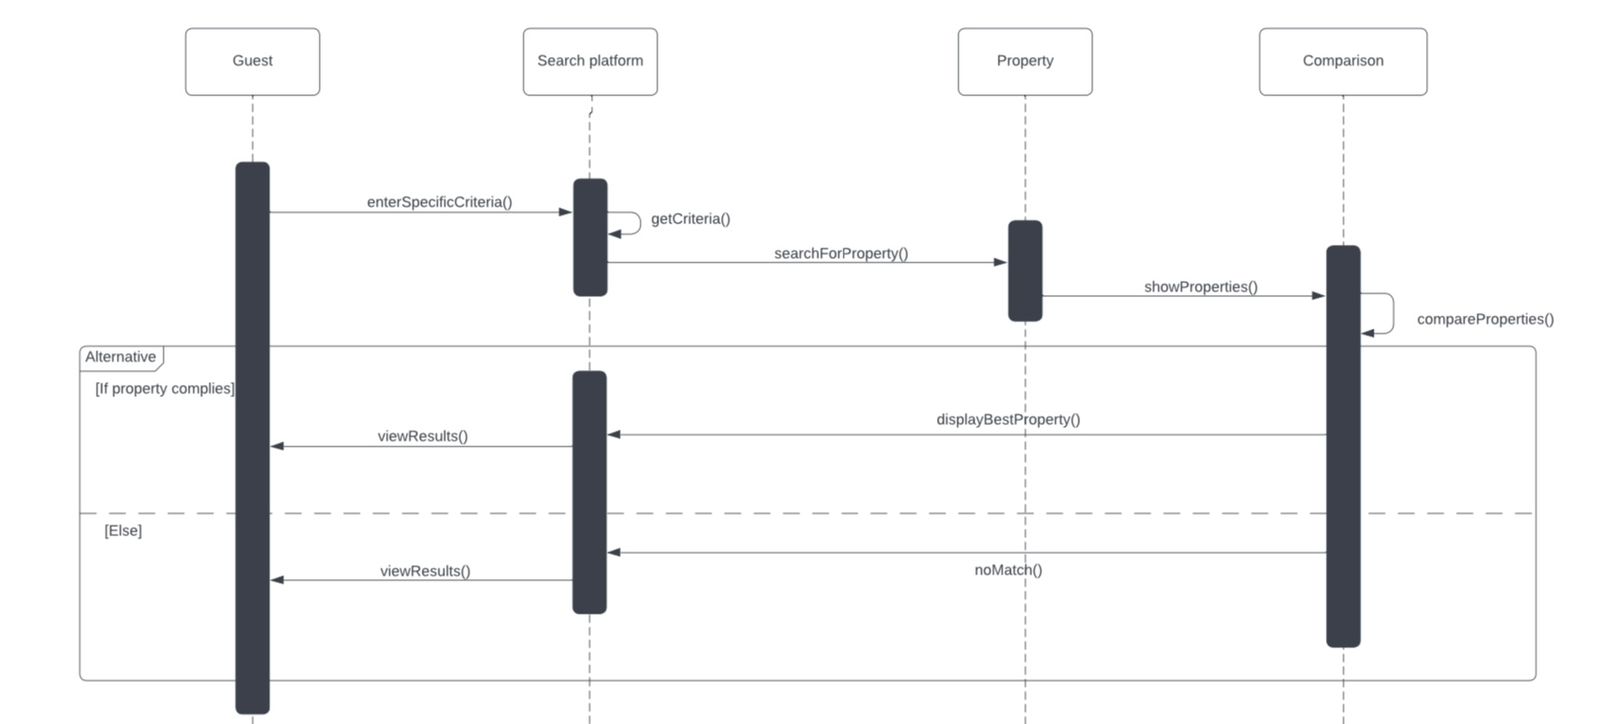 Guest
Search platform
Property
Comparison
enterSpecificCriteria()
getCriteria()
searchForProperty()
showProperties()
compareProperties()
Alternative
[If property complies]
displayBestProperty()
viewResults()
[Else]
noMatch()
viewResults()